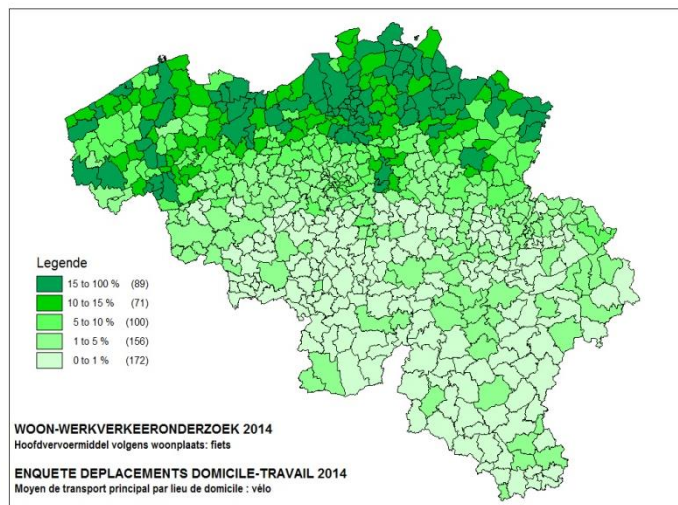 Legende
15 to 100 % (89)
10 to 15 % (71)
5 to 10 % (100)
1 to 5 % (156)
0 to 1 % (172)
WOON-WERKVERKEERONDERZOEK 2014
Hoofdvervoermiddel volgens woonplaats: fiets
ENQUETE DEPLACEMENTS DOMICILE-TRAVAIL 2014
Moyen de transport principal par lieu de domicile : vélo